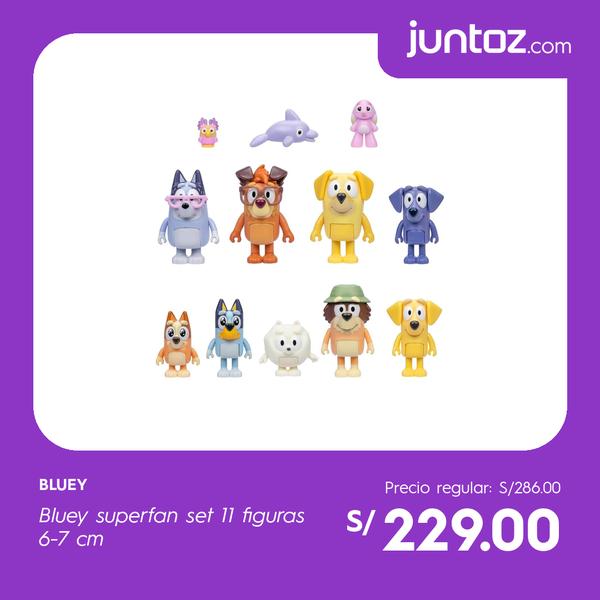 juntoz.com
BLUEY
Bluey superfan set 11 figuras
6-7 cm
Precio regular: S/286.00
S/ 229.00